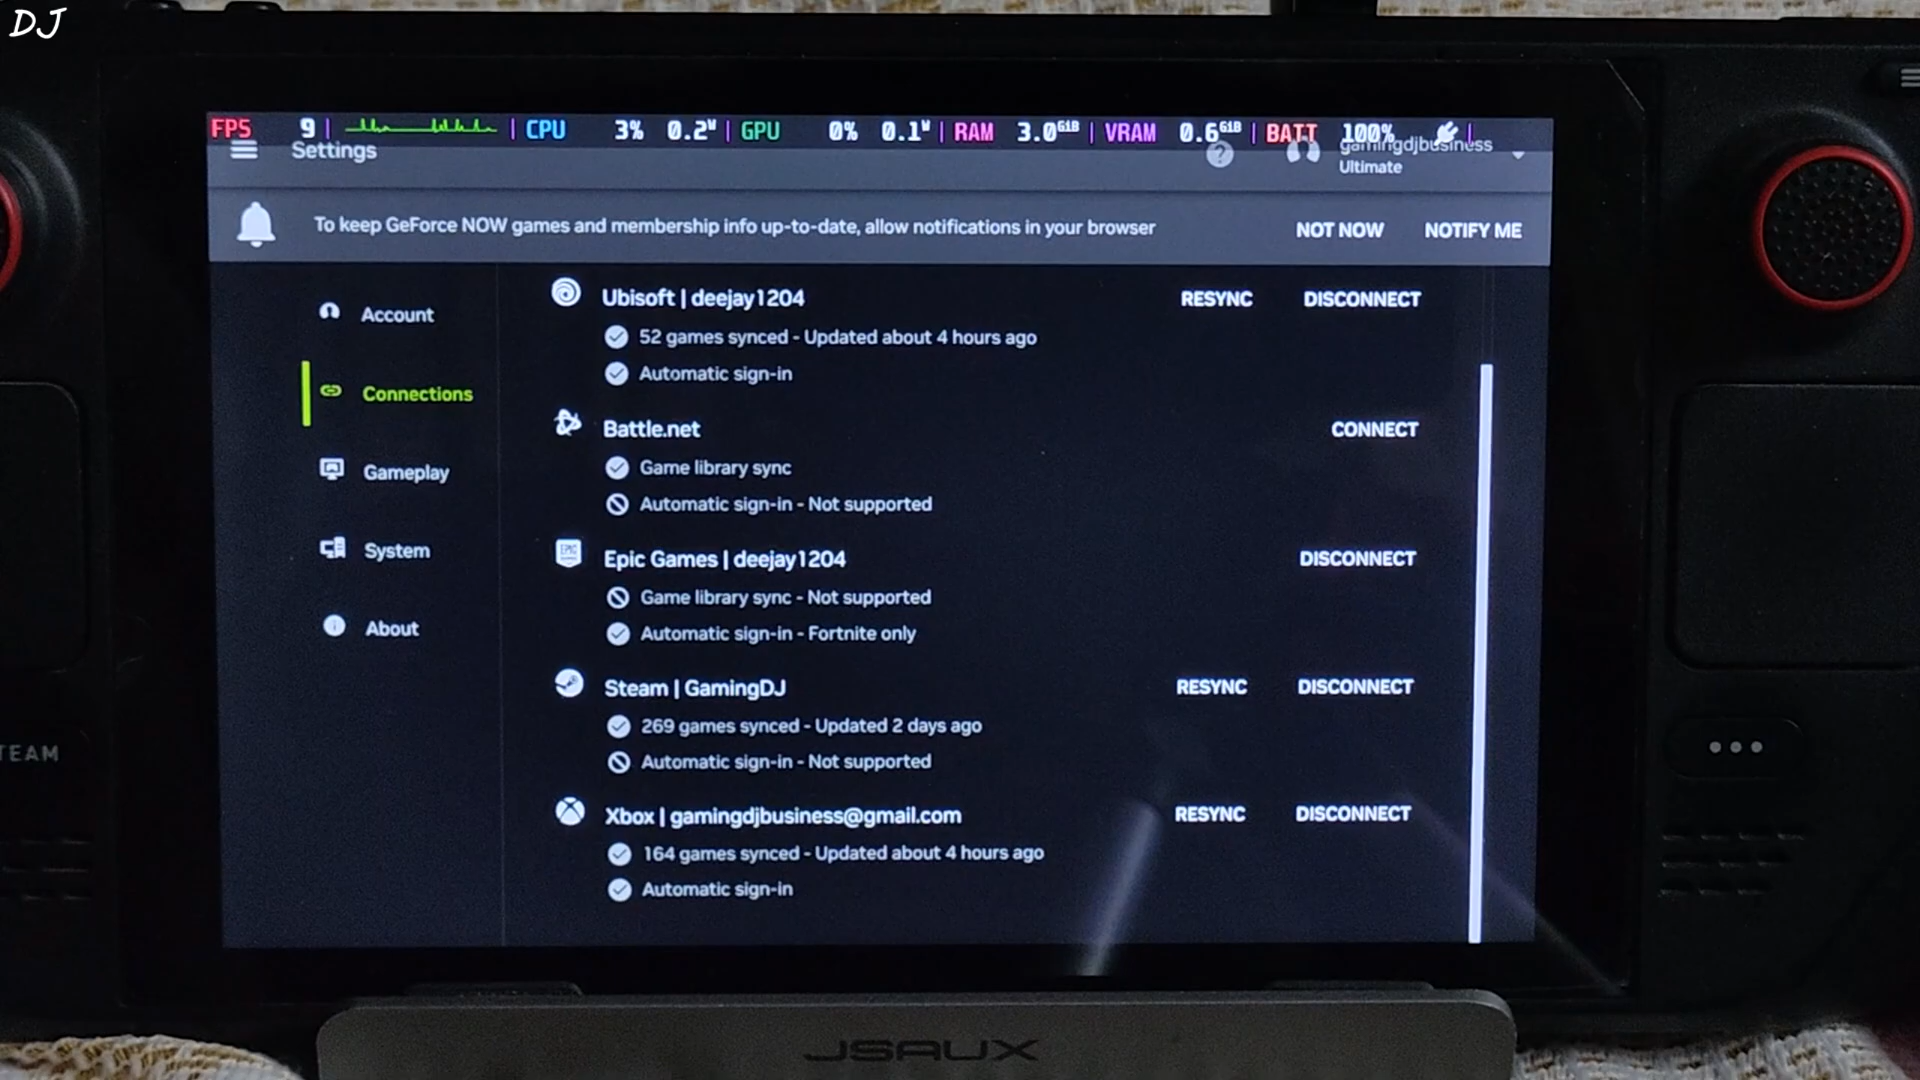 DJ
FPS 9 CPU 3% 0.2W GPU 0% 0.1W RAM 3.0GiB VRAM 0.6GiB BATT 100%
Settings
?
gamingdjbusiness
Ultimate
To keep GeForce NOW games and membership info up-to-date, allow notifications in your browser
NOT NOW NOTIFY ME
Account
Connections
Gameplay
System
About
Ubisoft | deejay1204 RESYNC DISCONNECT
52 games synced - Updated about 4 hours ago
Automatic sign-in
Battle.net CONNECT
Game library sync
Automatic sign-in - Not supported
EPIC
Epic Games | deejay1204 DISCONNECT
Game library sync - Not supported
Automatic sign-in - Fortnite only
Steam | GamingDJ RESYNC DISCONNECT
269 games synced - Updated 2 days ago
Automatic sign-in - Not supported
Xbox | gamingdjbusiness@gmail.com RESYNC DISCONNECT
164 games synced - Updated about 4 hours ago
Automatic sign-in
TEAM
JSAUX